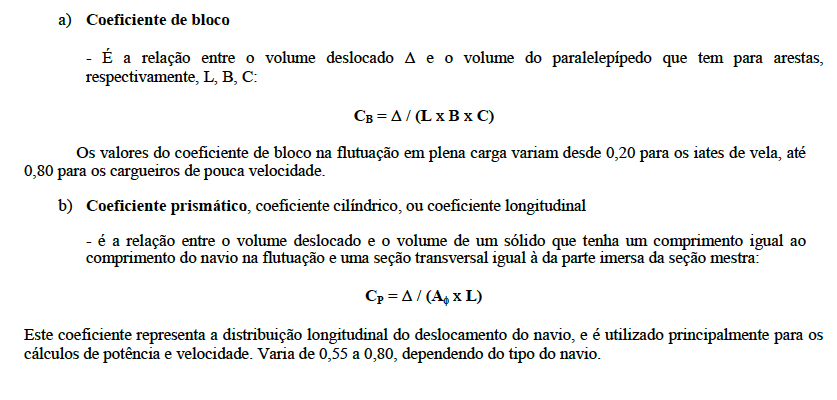 a) Coeficiente de bloco
- É a relação entre o volume deslocado Δ e o volume do paralelepípedo que tem para arestas,
respectivamente, L, B, C:
C_B = Δ / (L x B x C)
Os valores do coeficiente de bloco na flutuação em plena carga variam desde 0,20 para os iates de vela, até
0,80 para os cargueiros de pouca velocidade.
b) Coeficiente prismático, coeficiente cilíndrico, ou coeficiente longitudinal
- é a relação entre o volume deslocado e o volume de um sólido que tenha um comprimento igual ao
comprimento do navio na flutuação e uma seção transversal igual à da parte imersa da seção mestra:
C_P = Δ / (A_ϕ x L)
Este coeficiente representa a distribuição longitudinal do deslocamento do navio, e é utilizado principalmente para os
cálculos de potência e velocidade. Varia de 0,55 a 0,80, dependendo do tipo do navio.